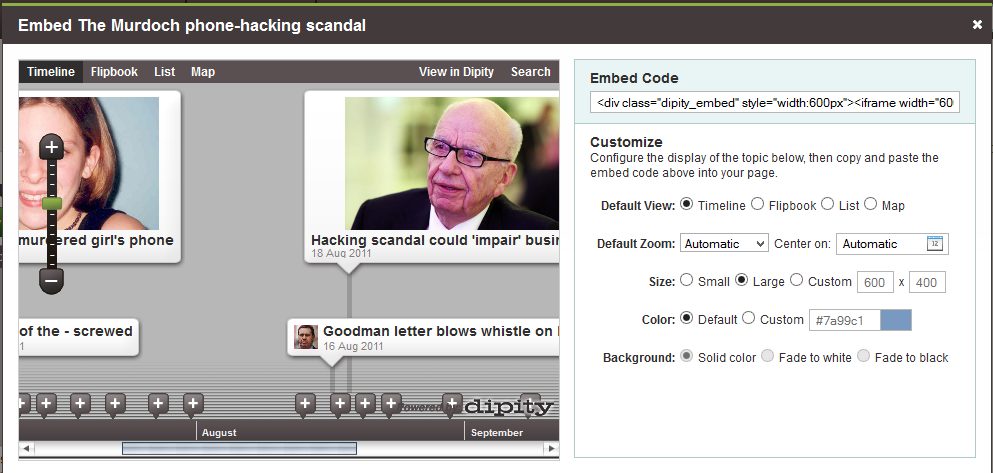 Embed The Murdoch phone-hacking scandal
Timeline Flipbook List Map View in Dipity Search
murdered girl's phone
Hacking scandal could 'impair' busi
18 Aug 2011
of the - screwed
Goodman letter blows whistle on
16 Aug 2011
dipity
August
September
Embed Code
<div class="dipity_embed" style="width:600px"><iframe width="60
Customize
Configure the display of the topic below, then copy and paste the
embed code above into your page.
Default View: Timeline Flipbook List Map
Default Zoom: Automatic Center on: Automatic 12
Size: Small Large Custom 600 x 400
Color: Default Custom #7a99c1
Background: Solid color Fade to white Fade to black